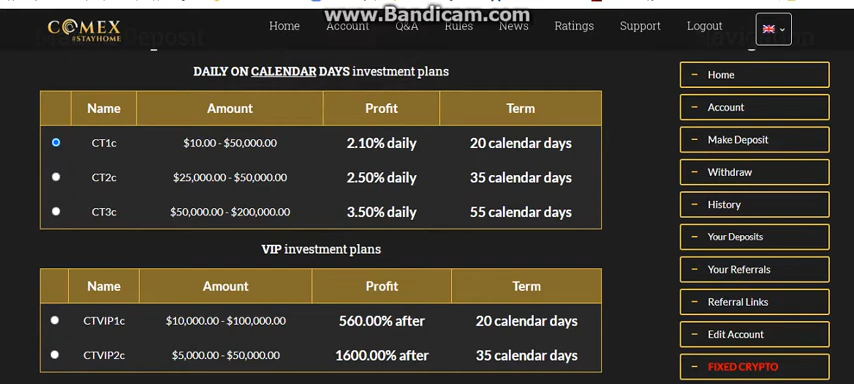 www.Bandicam.com
COMEX
#STAYHOME
Home Account Q&A Rules News Ratings Support Logout
DAILY ON CALENDAR DAYS investment plans
Name Amount Profit Term
CT1c $10.00 - $50,000.00 2.10% daily 20 calendar days
CT2c $25,000.00 - $50,000.00 2.50% daily 35 calendar days
CT3c $50,000.00 - $200,000.00 3.50% daily 55 calendar days
VIP investment plans
Name Amount Profit Term
CTVIP1c $10,000.00 - $100,000.00 560.00% after 20 calendar days
CTVIP2c $5,000.00 - $50,000.00 1600.00% after 35 calendar days
– Home
– Account
– Make Deposit
– Withdraw
– History
– Your Deposits
– Your Referrals
– Referral Links
– Edit Account
– FIXED CRYPTO